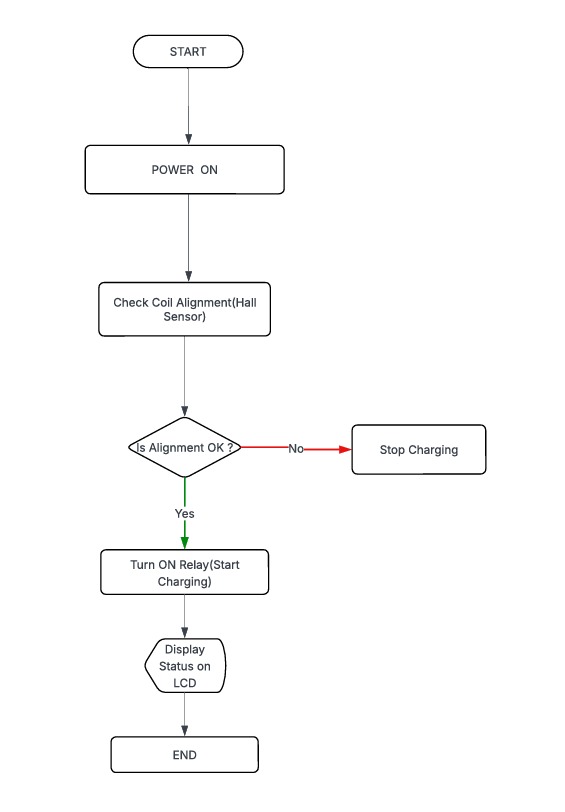 START
POWER  ON
Check Coil Alignment(Hall
Sensor)
Is Alignment OK ?
No
Stop Charging
Yes
Turn ON Relay(Start
Charging)
Display
Status on
LCD
END